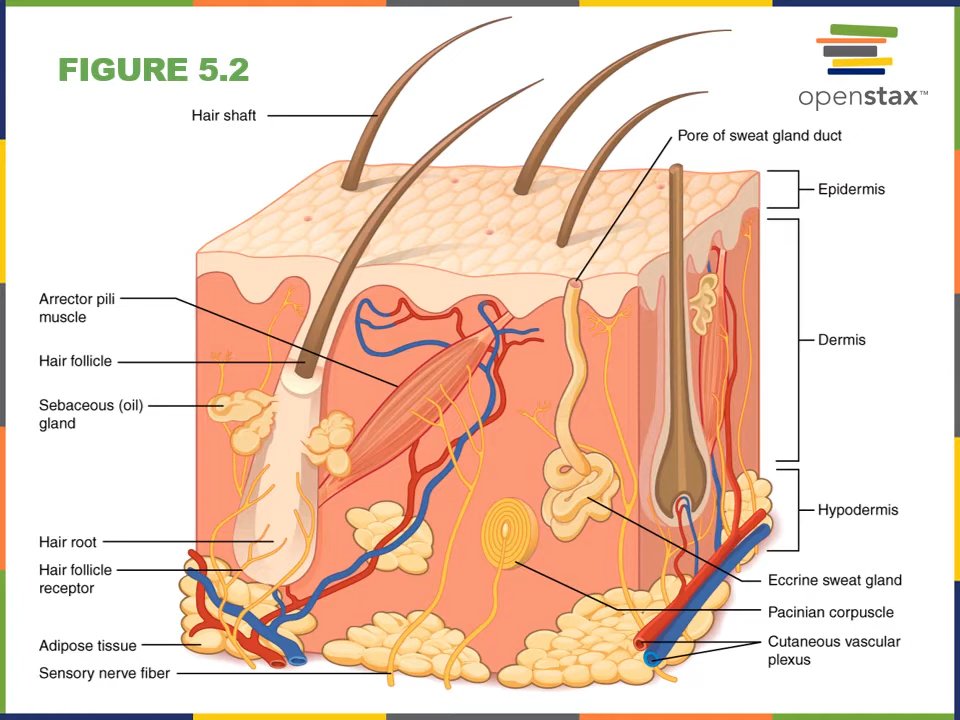 FIGURE 5.2
openstax™
Hair shaft
Pore of sweat gland duct
Epidermis
Arrector pili
muscle
Dermis
Hair follicle
Sebaceous (oil)
gland
Hypodermis
Hair root
Hair follicle
receptor
Eccrine sweat gland
Pacinian corpuscle
Adipose tissue
Cutaneous vascular
plexus
Sensory nerve fiber